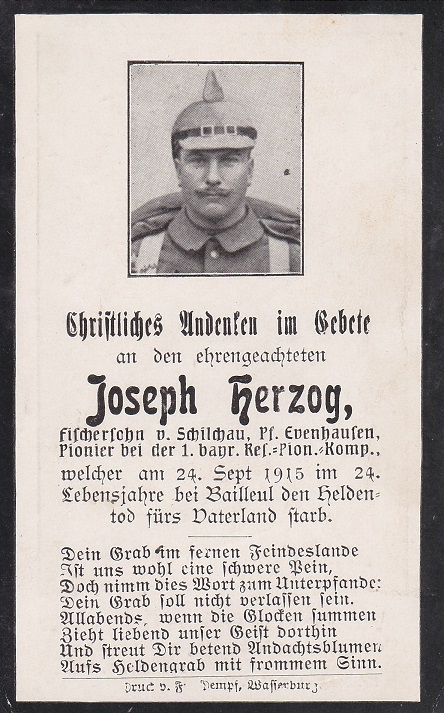 Christliches Andenken im Gebete
an den ehrengeachteten
Joseph Herzog,
Fischersohn v. Schilchau, Pf. Evenhausen,
Pionier bei der 1. bayr. Res.=Pion.=Komp.,
welcher am 24. Sept 1915 im 24.
Lebensjahre bei Bailleul den Helden=
tod fürs Vaterland starb.
Dein Grab im fernen Feindeslande
Ist uns wohl eine schwere Pein,
Doch nimm dies Wort zum Unterpfande:
Dein Grab soll nicht verlassen sein.
Allabends, wenn die Glocken summen
Zieht liebend unser Geist dorthin
Und streut Dir betend Andachtsblumen
Aufs Heldengrab mit frommem Sinn.
Druck v. F. Dempf, Wasserburg.